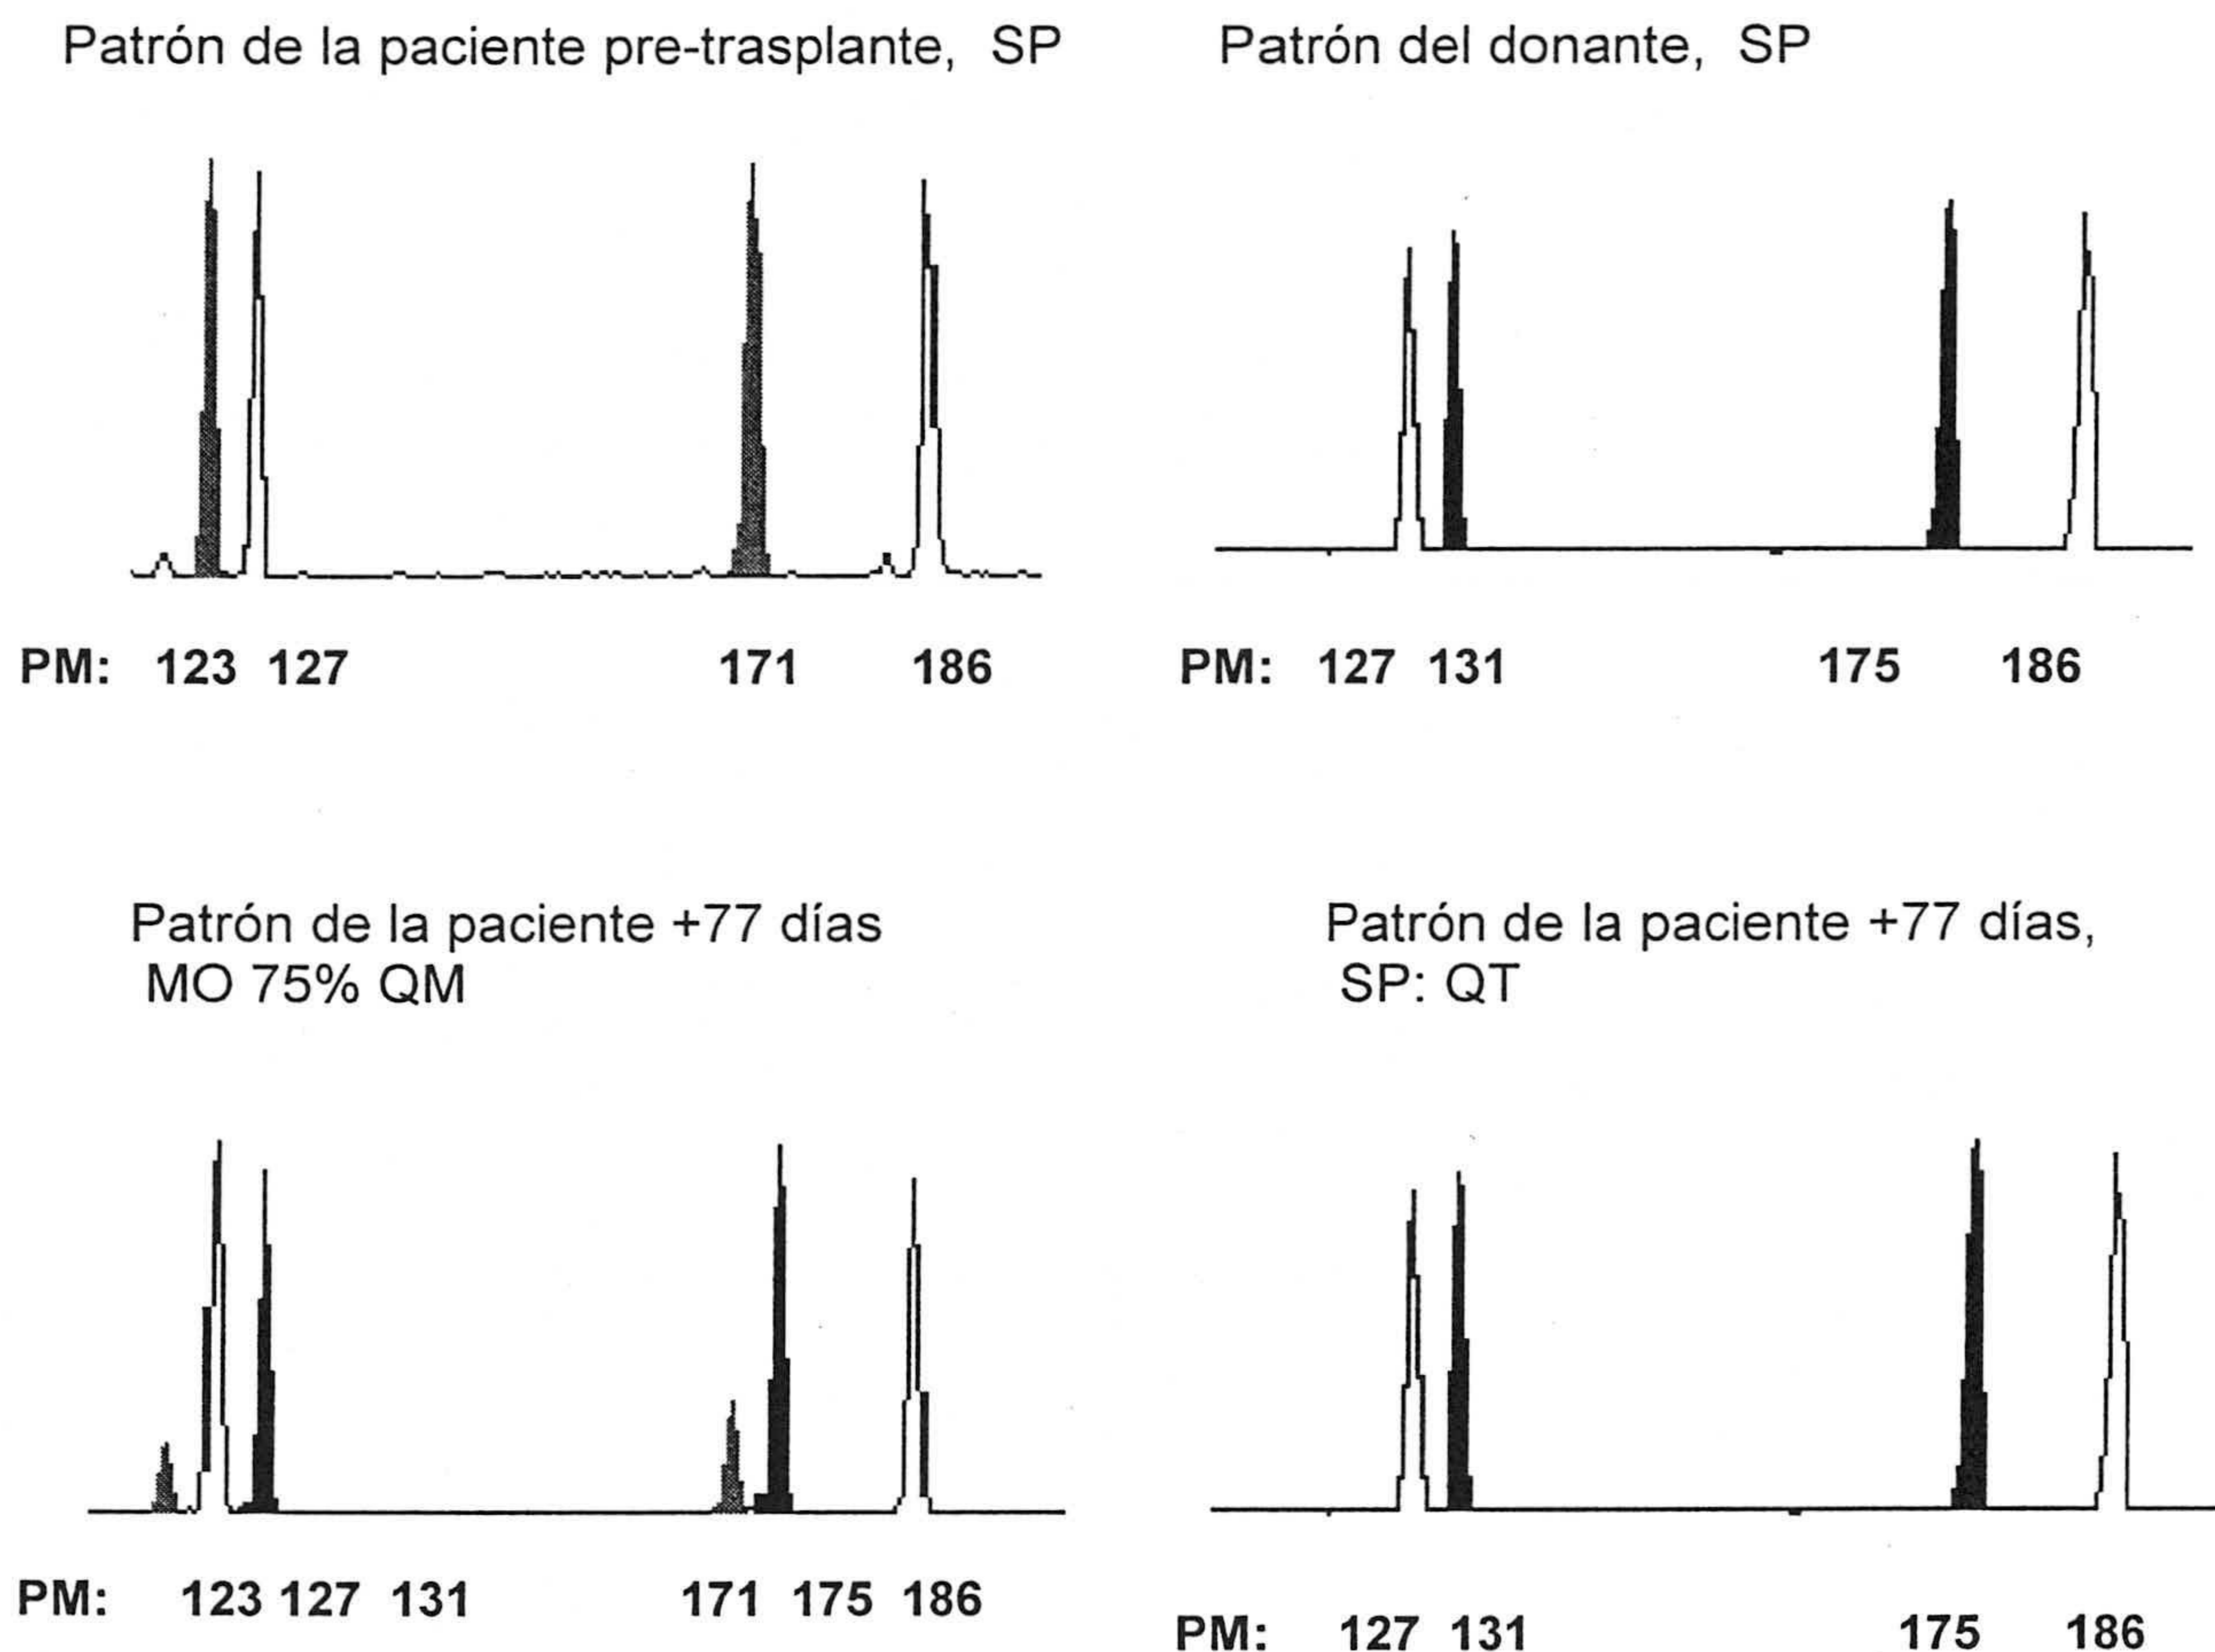 Patrón de la paciente pre-trasplante, SP
Patrón del donante, SP
PM: 123 127 171 186
PM: 127 131 175 186
Patrón de la paciente +77 días
MO 75% QM
Patrón de la paciente +77 días,
SP: QT
PM: 123 127 131 171 175 186
PM: 127 131 175 186